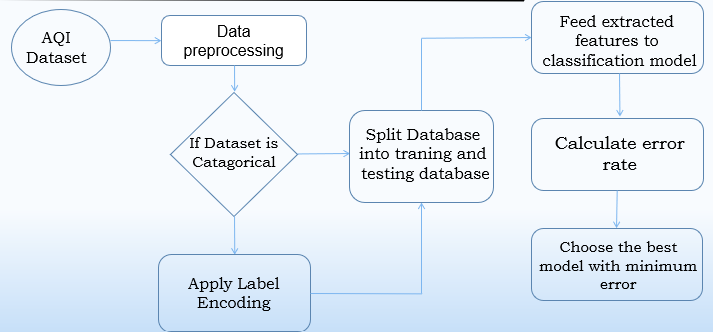 AQI
Dataset
Data
preprocessing
If Dataset is
Catagorical
Apply Label
Encoding
Split Database
into traning and
testing database
Feed extracted
features to
classification model
Calculate error
rate
Choose the best
model with minimum
error